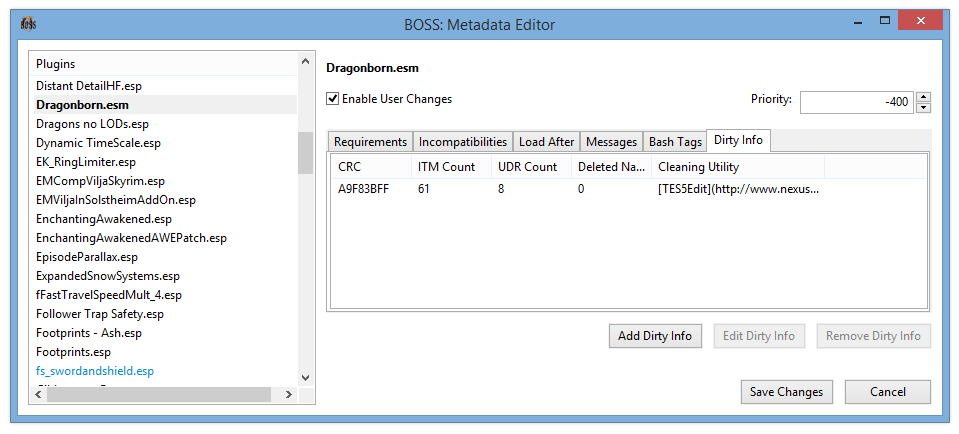 BOSS
BOSS: Metadata Editor
Plugins
Distant DetailHF.esp
Dragonborn.esm
Dragons no LODs.esp
Dynamic TimeScale.esp
EK_RingLimiter.esp
EMCompViljaSkyrim.esp
EMViljaInSolstheimAddOn.esp
EnchantingAwakened.esp
EnchantingAwakenedAWEPatch.esp
EpisodeParallax.esp
ExpandedSnowSystems.esp
fFastTravelSpeedMult_4.esp
Follower Trap Safety.esp
Footprints - Ash.esp
Footprints.esp
fs_swordandshield.esp
Dragonborn.esm
Enable User Changes Priority: -400
Requirements Incompatibilities Load After Messages Bash Tags Dirty Info
CRC ITM Count UDR Count Deleted Na... Cleaning Utility
A9F83BFF 61 8 0 [TES5Edit](http://www.nexus...
Add Dirty Info Edit Dirty Info Remove Dirty Info
Save Changes Cancel